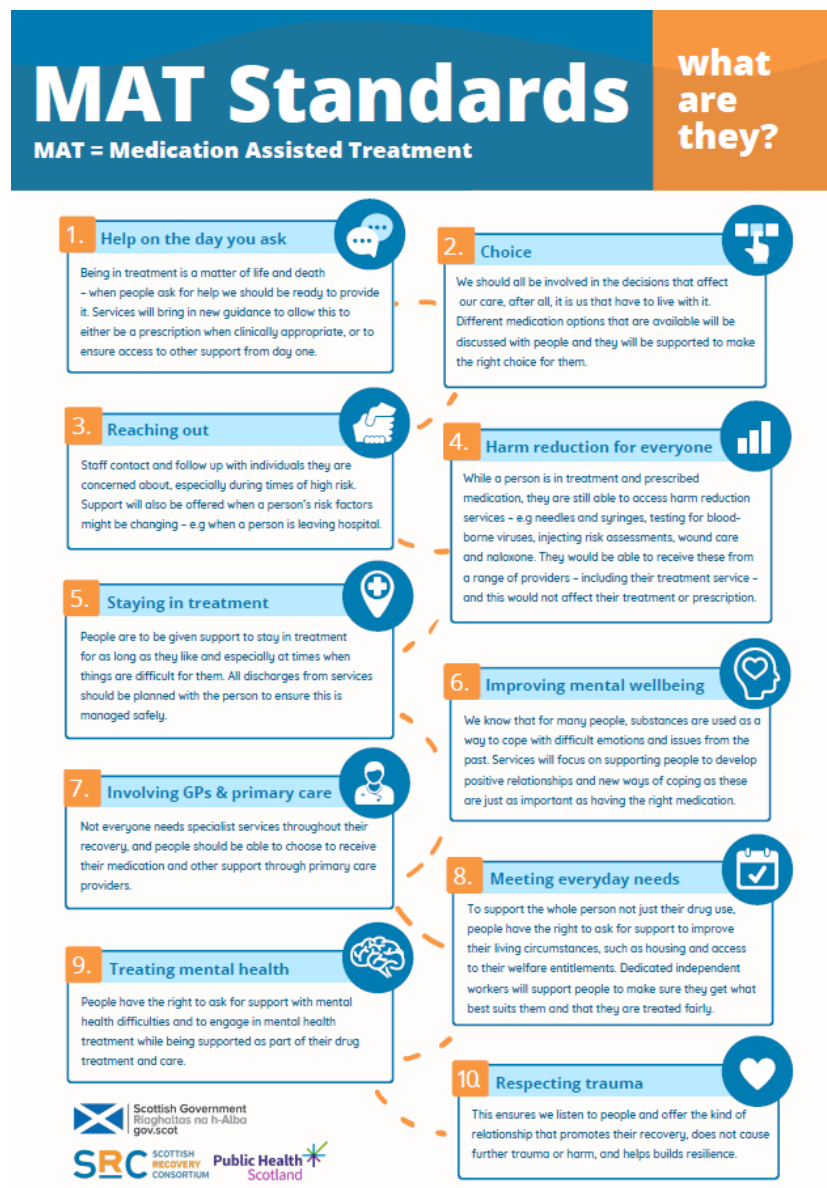 MAT Standards
MAT = Medication Assisted Treatment
what
are
they?
1. Help on the day you ask
Being in treatment is a matter of life and death
– when people ask for help we should be ready to provide
it. Services will bring in new guidance to allow this to
either be a prescription when clinically appropriate, or to
ensure access to other support from day one.
2. Choice
We should all be involved in the decisions that affect
our care, after all, it is us that have to live with it.
Different medication options that are available will be
discussed with people and they will be supported to make
the right choice for them.
3. Reaching out
Staff contact and follow up with individuals they are
concerned about, especially during times of high risk.
Support will also be offered when a person's risk factors
might be changing – e.g when a person is leaving hospital.
4. Harm reduction for everyone
While a person is in treatment and prescribed
medication, they are still able to access harm reduction
services – e.g needles and syringes, testing for blood-
borne viruses, injecting risk assessments, wound care
and naloxone. They would be able to receive these from
a range of providers – including their treatment service –
and this would not affect their treatment or prescription.
5. Staying in treatment
People are to be given support to stay in treatment
for as long as they like and especially at times when
things are difficult for them. All discharges from services
should be planned with the person to ensure this is
managed safely.
6. Improving mental wellbeing
We know that for many people, substances are used as a
way to cope with difficult emotions and issues from the
past. Services will focus on supporting people to develop
positive relationships and new ways of coping as these
are just as important as having the right medication.
7. Involving GPs & primary care
Not everyone needs specialist services throughout their
recovery, and people should be able to choose to receive
their medication and other support through primary care
providers.
8. Meeting everyday needs
To support the whole person not just their drug use,
people have the right to ask for support to improve
their living circumstances, such as housing and access
to their welfare entitlements. Dedicated independent
workers will support people to make sure they get what
best suits them and that they are treated fairly.
9. Treating mental health
People have the right to ask for support with mental
health difficulties and to engage in mental health
treatment while being supported as part of their drug
treatment and care.
10. Respecting trauma
This ensures we listen to people and offer the kind of
relationship that promotes their recovery, does not cause
further trauma or harm, and helps builds resilience.
Scottish Government
Riaghaltas na h-Alba
gov.scot
SRC
SCOTTISH
RECOVERY
CONSORTIUM
Public Health
Scotland